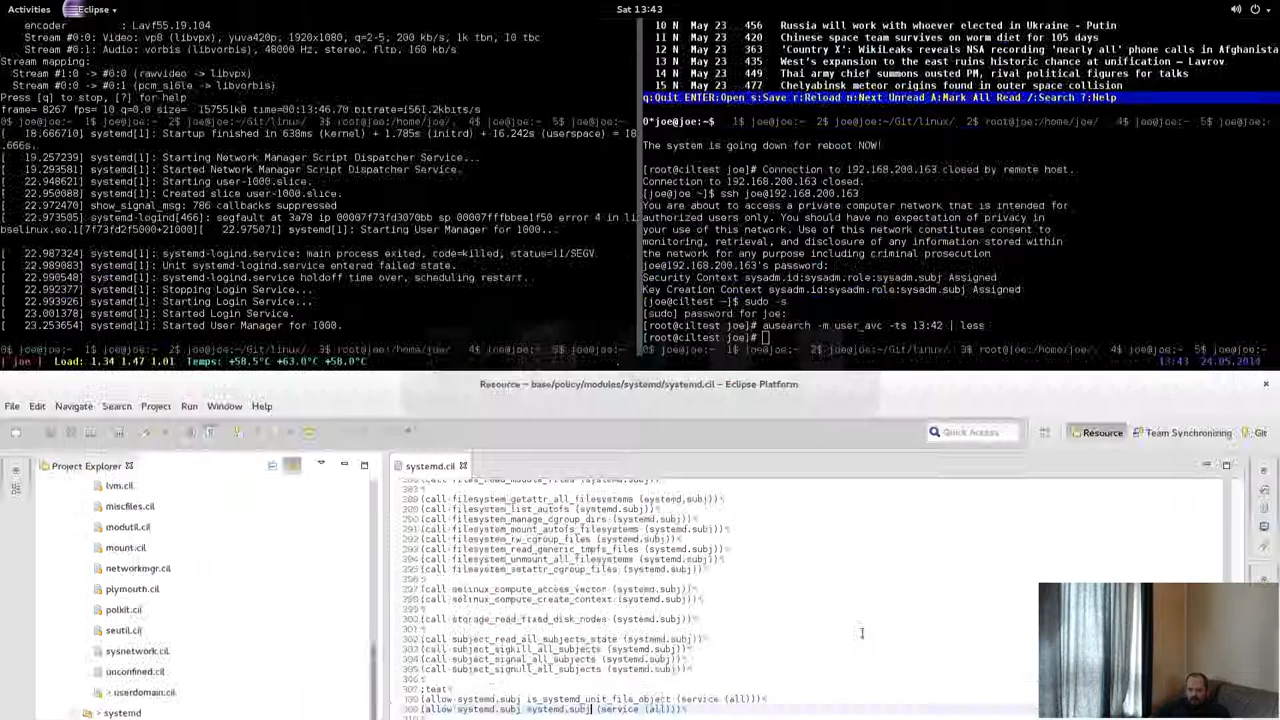 Activities Eclipse Sat 13:43
encoder : Lavf55.19.104
Stream #0:0: Video: vp8 (libvpx), yuva420p, 1920x1080, q=2-5, 200 kb/s, 1k tbn, 10 tbc
Stream #0:1: Audio: vorbis (libvorbis), 48000 Hz, stereo, fltp, 160 kb/s
Stream mapping:
Stream #1:0 -> #0:0 (rawvideo -> libvpx)
Stream #0:0 -> #0:1 (pcm_s16le -> libvorbis)
Press [q] to stop, [?] for help
frame= 8267 fps= 10 q=0.0 size= 157551kB time=00:13:46.70 bitrate=1561.2kbits/s
0$ joe@joe:~ 1$ joe@joe:~ 2$ joe@joe:~/Git/linux/ 3$ root@joe:/home/joe/ 4$ joe@joe:~ 5$ joe@joe:
[ 18.666710] systemd[1]: Startup finished in 638ms (kernel) + 1.785s (initrd) + 16.242s (userspace) = 18
.666s.
[ 19.257239] systemd[1]: Starting Network Manager Script Dispatcher Service...
[ 19.293581] systemd[1]: Started Network Manager Script Dispatcher Service.
[ 22.948621] systemd[1]: Starting user-1000.slice.
[ 22.950088] systemd[1]: Created slice user-1000.slice.
[ 22.972470] show_signal_msg: 786 callbacks suppressed
[ 22.973505] systemd-logind[466]: segfault at 3a78 ip 00007f73fd3070bb sp 00007fffbbee1f50 error 4 in li
bselinux.so.1[7f73fd2f5000+21000][ 22.975071] systemd[1]: Starting User Manager for 1000...
[ 22.987324] systemd[1]: systemd-logind.service: main process exited, code=killed, status=11/SEGV
[ 22.989083] systemd[1]: Unit systemd-logind.service entered failed state.
[ 22.990548] systemd[1]: systemd-logind.service holdoff time over, scheduling restart.
[ 22.992377] systemd[1]: Stopping Login Service...
[ 22.993926] systemd[1]: Starting Login Service...
[ 23.001378] systemd[1]: Started Login Service.
[ 23.253654] systemd[1]: Started User Manager for 1000.
0$ joe@joe:~ 1$ joe@joe:~ 2$ joe@joe:~/Git/linux/ 3$ root@joe:/home/joe/ 4$ joe@joe:~ 5$ joe@joe:
[ joe ] Load: 1.34 1.47 1.01 Temps: +58.5°C +63.0°C +58.0°C
10 N May 23 456 Russia will work with whoever elected in Ukraine - Putin
11 N May 23 420 Chinese space team survives on worm diet for 105 days
12 N May 23 363 'Country X': WikiLeaks reveals NSA recording 'nearly all' phone calls in Afghanista
13 N May 23 435 West's expansion to the east ruins historic chance at unification – Lavrov
14 N May 23 449 Thai army chief summons ousted PM, rival political figures for talks
15 N May 23 477 Chelyabinsk meteor origins found in outer space collision
q:Quit ENTER:Open s:Save r:Reload n:Next Unread A:Mark All Read /:Search ?:Help
0*joe@joe:~$ 1$ joe@joe:~ 2$ joe@joe:~/Git/linux/ 3$ root@joe:/home/joe/ 4$ joe@joe:~ 5$ joe@joe:
The system is going down for reboot NOW!
[root@ciltest joe]# Connection to 192.168.200.163 closed by remote host.
Connection to 192.168.200.163 closed.
[joe@joe ~]$ ssh joe@192.168.200.163
You are about to access a private computer network that is intended for
authorized users only. You should have no expectation of privacy in
your use of this network. Use of this network constitutes consent to
monitoring, retrieval, and disclosure of any information stored within
the network for any purpose including criminal prosecution
joe@192.168.200.163's password:
Security Context sysadm.id:sysadm.role:sysadm.subj Assigned
Key Creation Context sysadm.id:sysadm.role:sysadm.subj Assigned
[joe@ciltest ~]$ sudo -s
[sudo] password for joe:
[root@ciltest joe]# ausearch -m user_avc -ts 13:42 | less
[root@ciltest joe]#
0$ joe@joe:~ 1$ joe@joe:~ 2$ joe@joe:~/Git/linux/ 3$ root@joe:/home/joe/ 4$ joe@joe:~ 5$ joe@joe:
13:43 24.05.2014
Resource – base/policy/modules/systemd/systemd.cil – Eclipse Platform
File Edit Navigate Search Project Run Window Help
Quick Access Resource Team Synchronizing Git
Project Explorer
lvm.cil
miscfiles.cil
modutil.cil
mount.cil
networkmgr.cil
plymouth.cil
polkit.cil
seutil.cil
sysnetwork.cil
unconfined.cil
userdomain.cil
systemd
systemd.cil
(call files_read_module_files (systemd.subj))
(call filesystem_getattr_all_filesystems (systemd.subj))
(call filesystem_list_autofs (systemd.subj))
(call filesystem_manage_cgroup_dirs (systemd.subj))
(call filesystem_mount_autofs_filesystems (systemd.subj))
(call filesystem_rw_cgroup_files (systemd.subj))
(call filesystem_read_generic_tmpfs_files (systemd.subj))
(call filesystem_unmount_all_filesystems (systemd.subj))
(call filesystem_setattr_cgroup_files (systemd.subj))
(call selinux_compute_access_vector (systemd.subj))
(call selinux_compute_create_context (systemd.subj))
(call storage_read_fixed_disk_nodes (systemd.subj))
(call subject_read_all_subjects_state (systemd.subj))
(call subject_sigkill_all_subjects (systemd.subj))
(call subject_signal_all_subjects (systemd.subj))
(call subject_signull_all_subjects (systemd.subj))
;test
(allow systemd.subj is_systemd_unit_file_object (service (all)))
(allow systemd.subj systemd.subj (service (all)))